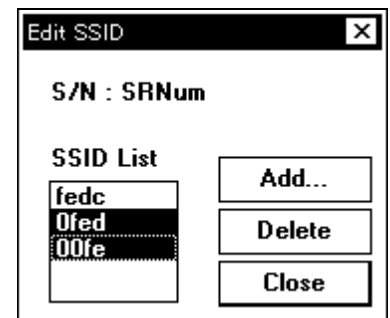 Edit SSID
S/N : SRNum
SSID List
fedc
0fed
00fe
Add...
Delete
Close